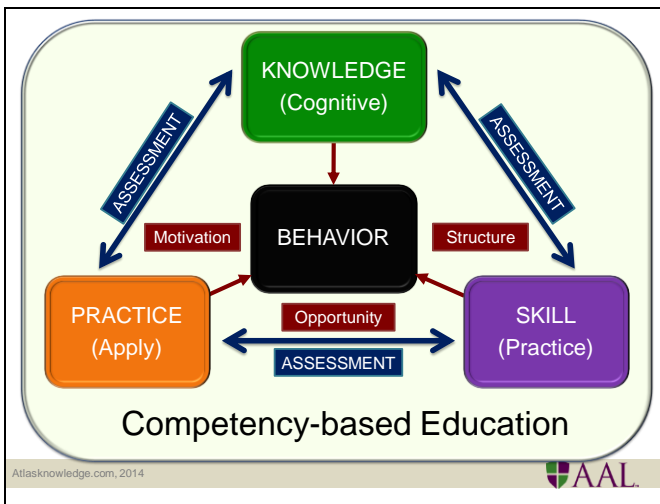 KNOWLEDGE
(Cognitive)
ASSESSMENT
ASSESSMENT
Motivation
BEHAVIOR
Structure
PRACTICE
(Apply)
Opportunity
ASSESSMENT
SKILL
(Practice)
Competency-based Education
Atlasknowledge.com, 2014
AAL